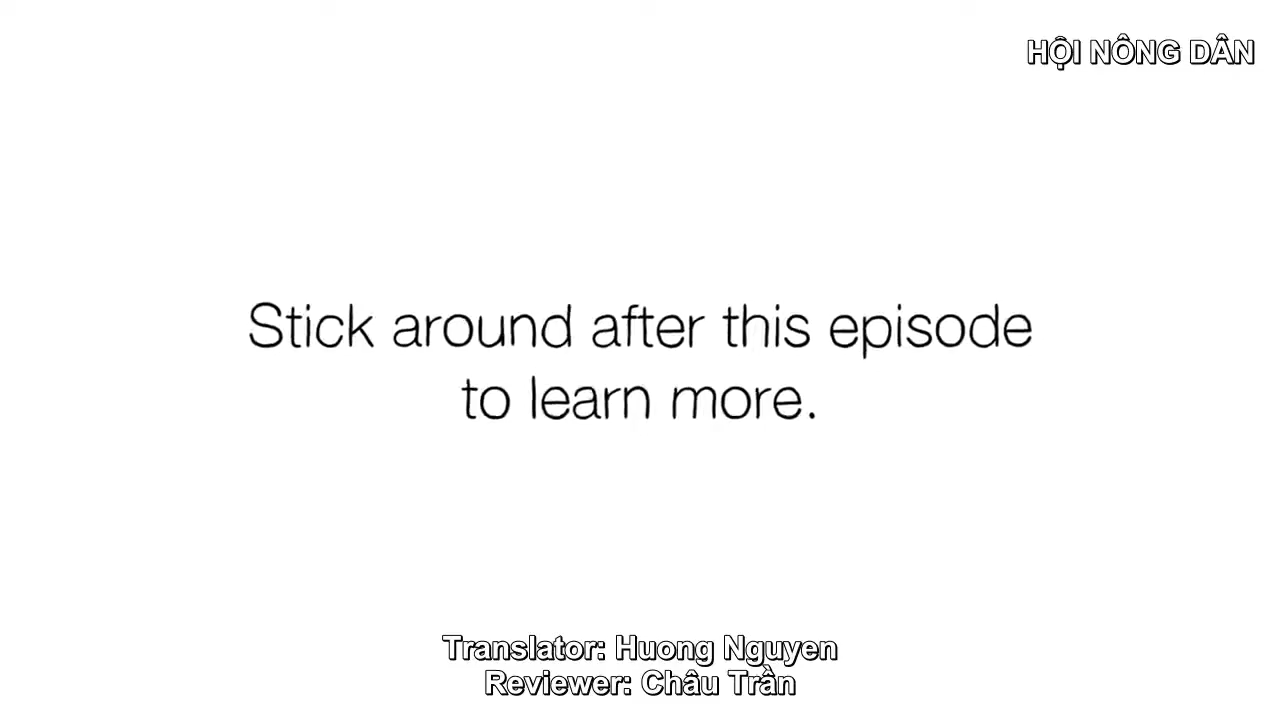 HỘI NÔNG DÂN
Stick around after this episode
to learn more.
Translator: Huong Nguyen
Reviewer: Châu Trần